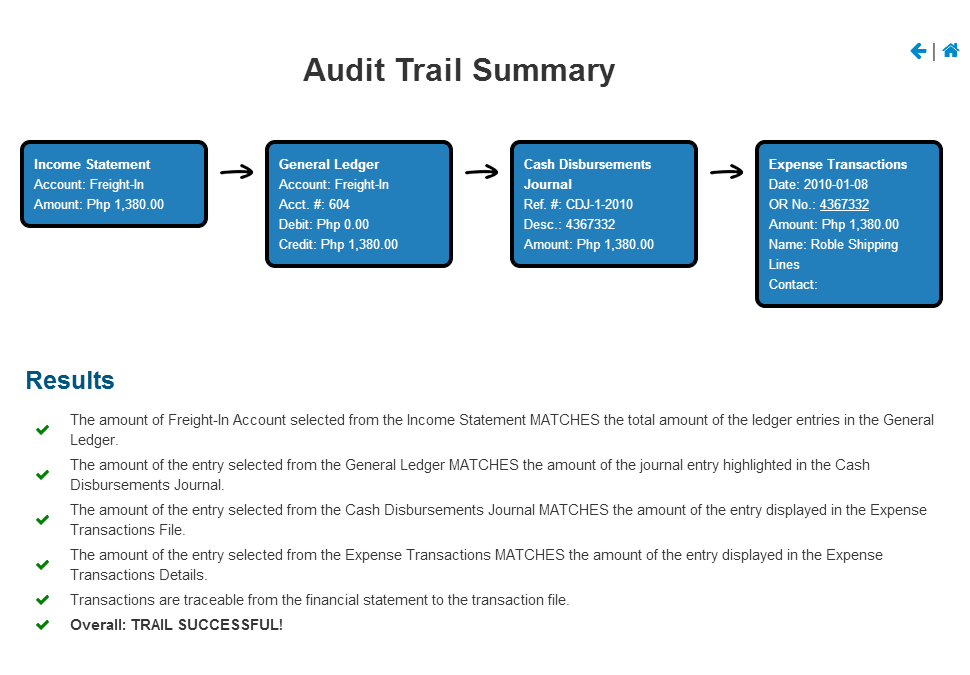 Audit Trail Summary
Income Statement
Account: Freight-In
Amount: Php 1,380.00
General Ledger
Account: Freight-In
Acct. #: 604
Debit: Php 0.00
Credit: Php 1,380.00
Cash Disbursements
Journal
Ref. #: CDJ-1-2010
Desc.: 4367332
Amount: Php 1,380.00
Expense Transactions
Date: 2010-01-08
OR No.: 4367332
Amount: Php 1,380.00
Name: Roble Shipping
Lines
Contact:
Results
The amount of Freight-In Account selected from the Income Statement MATCHES the total amount of the ledger entries in the General
Ledger.
The amount of the entry selected from the General Ledger MATCHES the amount of the journal entry highlighted in the Cash
Disbursements Journal.
The amount of the entry selected from the Cash Disbursements Journal MATCHES the amount of the entry displayed in the Expense
Transactions File.
The amount of the entry selected from the Expense Transactions MATCHES the amount of the entry displayed in the Expense
Transactions Details.
Transactions are traceable from the financial statement to the transaction file.
Overall: TRAIL SUCCESSFUL!